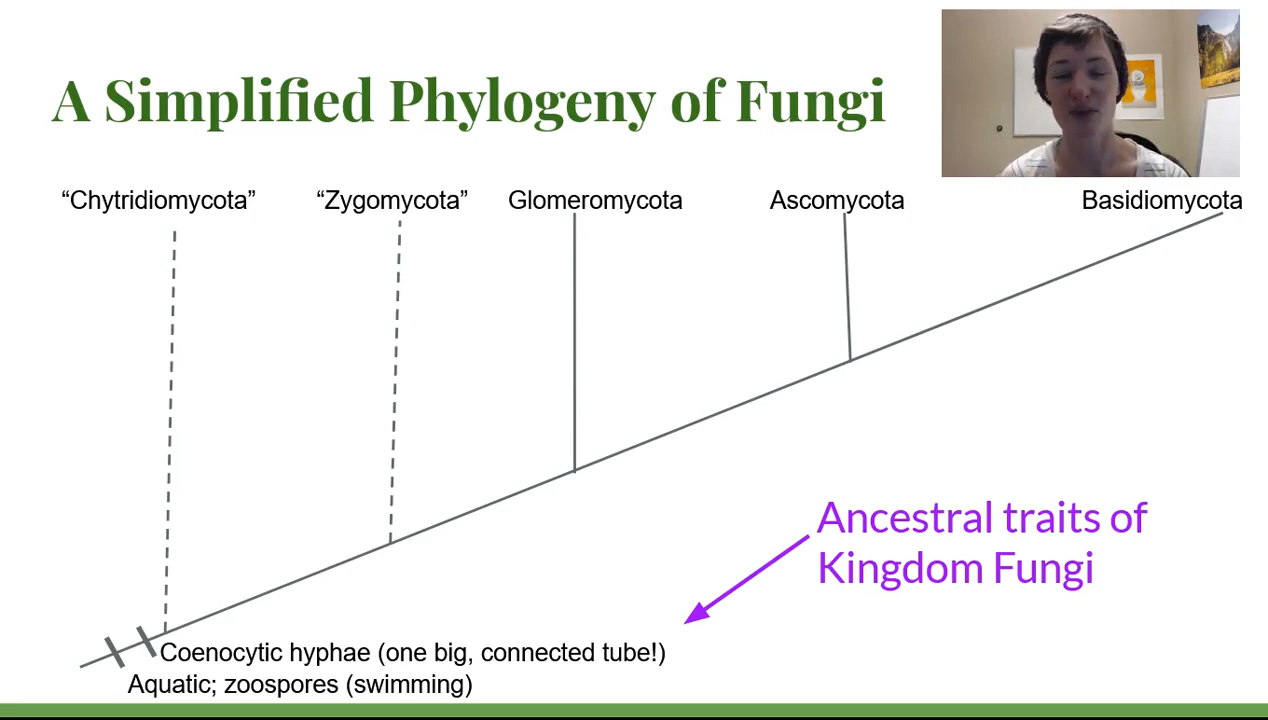 A Simplified Phylogeny of Fungi
“Chytridiomycota”
“Zygomycota”
Glomeromycota
Ascomycota
Basidiomycota
Ancestral traits of
Kingdom Fungi
Coenocytic hyphae (one big, connected tube!)
Aquatic; zoospores (swimming)